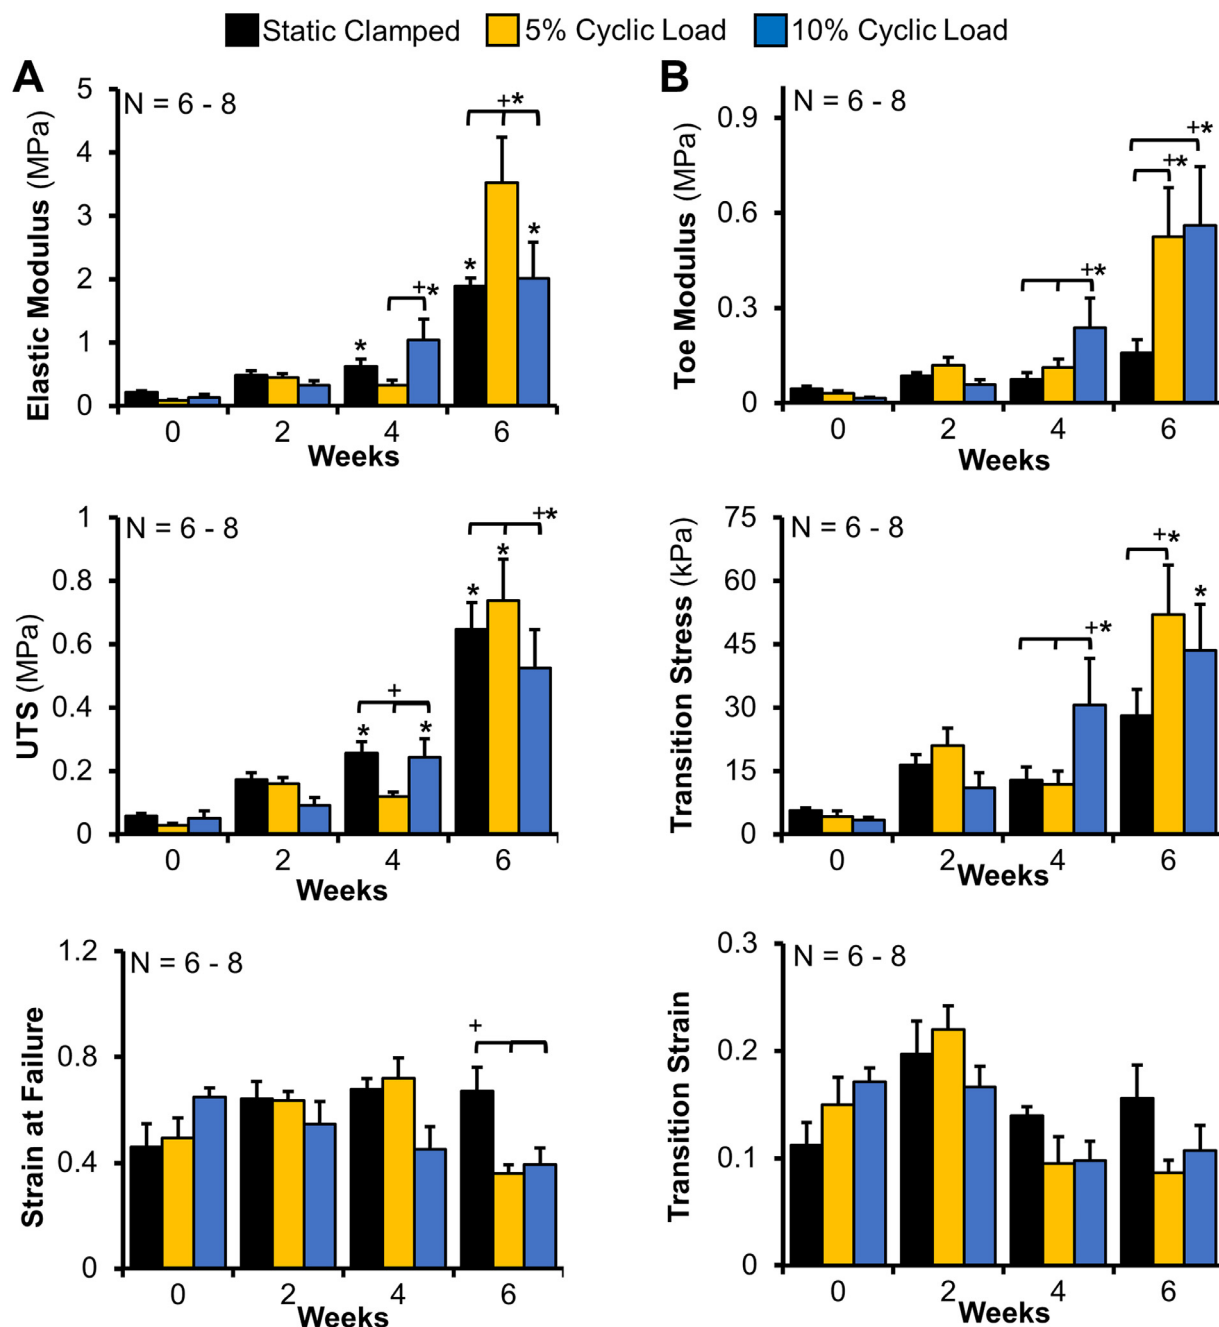 Static Clamped 5% Cyclic Load 10% Cyclic Load
A
Elastic Modulus (MPa)
5
4
3
2
1
0
N = 6 - 8
+*
*
*
+*
*
0 2 4 6
Weeks
B
Toe Modulus (MPa)
0.9
0.6
0.3
0
N = 6 - 8
+*
+*
+*
0 2 4 6
Weeks
UTS (MPa)
1
0.8
0.6
0.4
0.2
0
N = 6 - 8
+*
*
*
+
*
*
0 2 4 6
Weeks
Transition Stress (kPa)
75
60
45
30
15
0
N = 6 - 8
+*
*
+*
0 2 4 6
Weeks
Strain at Failure
1.2
0.8
0.4
0
N = 6 - 8
+
0 2 4 6
Weeks
Transition Strain
0.3
0.2
0.1
0
N = 6 - 8
0 2 4 6
Weeks